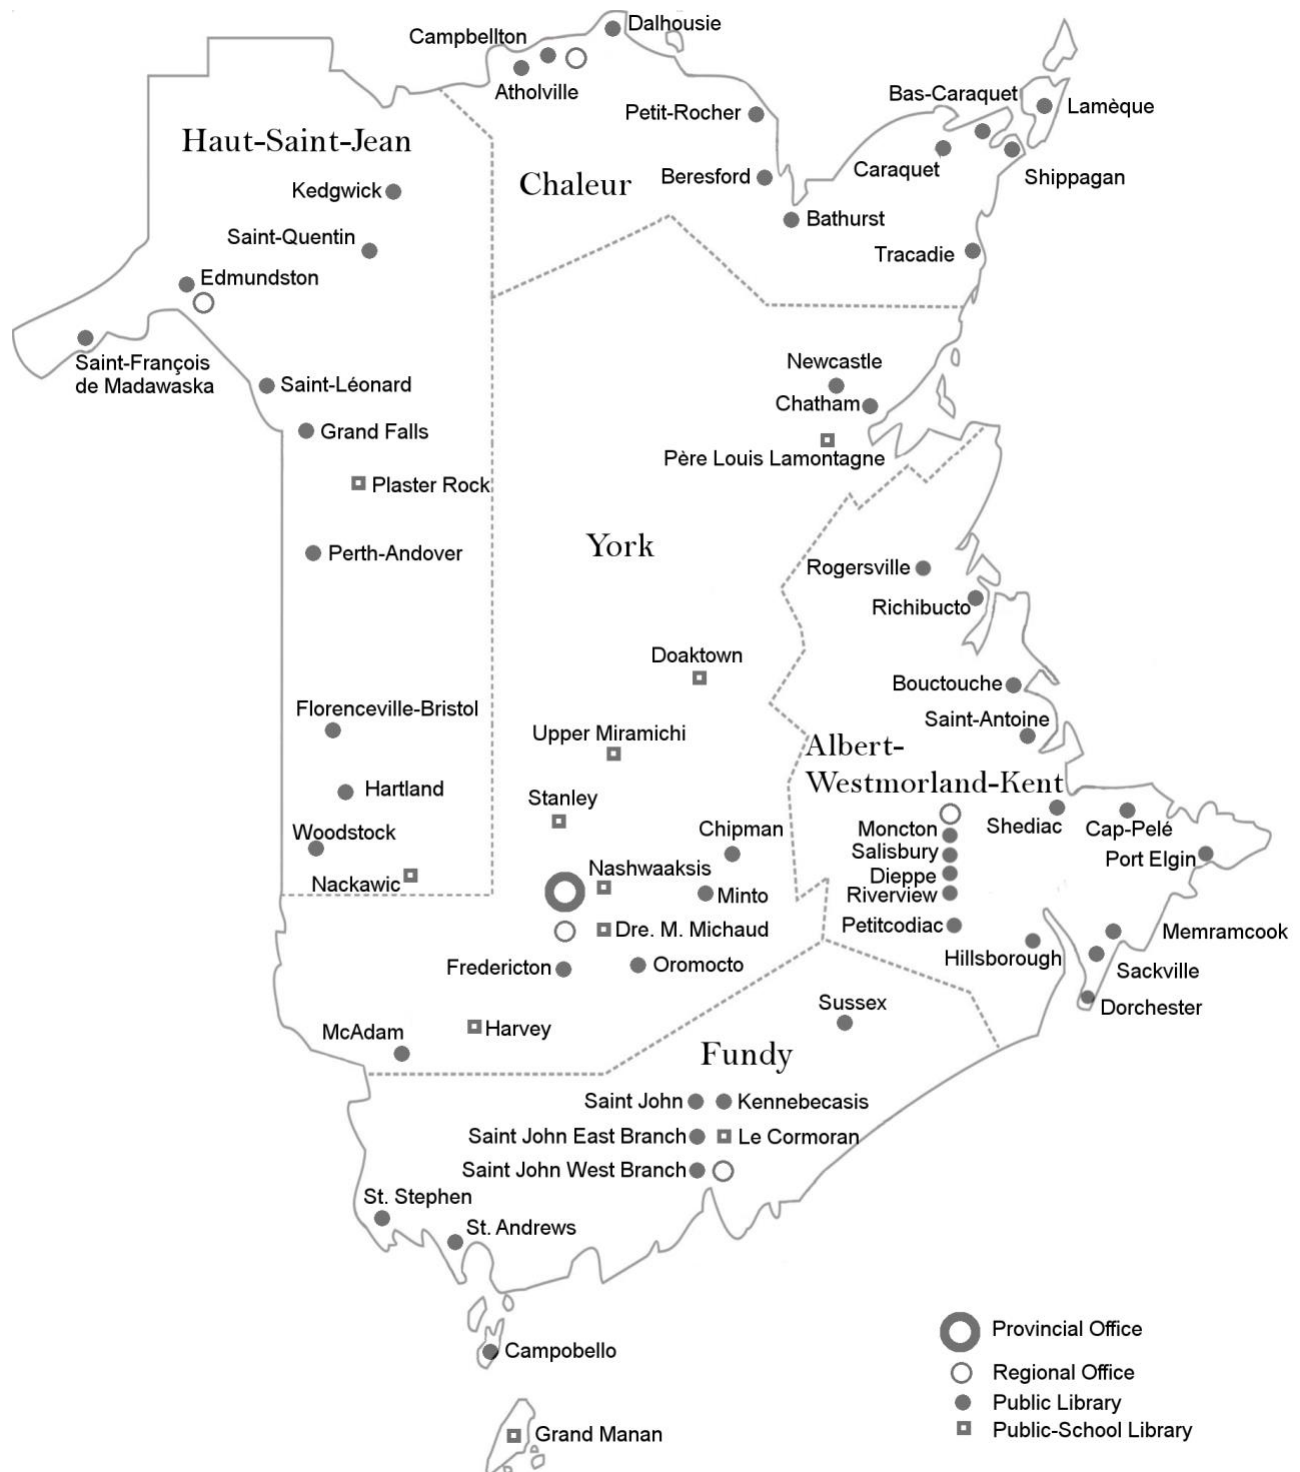 Dalhousie
Campbellton
Atholville
Bas-Caraquet
Lamèque
Petit-Rocher
Haut-Saint-Jean
Caraquet
Shippagan
Chaleur
Beresford
Kedgwick
Bathurst
Saint-Quentin
Tracadie
Edmundston
Saint-François
de Madawaska
Newcastle
Saint-Léonard
Chatham
Grand Falls
Père Louis Lamontagne
Plaster Rock
York
Perth-Andover
Rogersville
Richibucto
Doaktown
Bouctouche
Florenceville-Bristol
Saint-Antoine
Upper Miramichi
Albert-
Westmorland-Kent
Hartland
Stanley
Shediac
Cap-Pelé
Woodstock
Chipman
Moncton
Salisbury
Port Elgin
Nashwaaksis
Dieppe
Nackawic
Minto
Riverview
Dre. M. Michaud
Petitcodiac
Memramcook
Hillsborough
Fredericton
Oromocto
Sackville
Sussex
Dorchester
McAdam
Harvey
Fundy
Saint John
Kennebecasis
Saint John East Branch
Le Cormoran
Saint John West Branch
St. Stephen
St. Andrews
Campobello
Provincial Office
Regional Office
Public Library
Public-School Library
Grand Manan